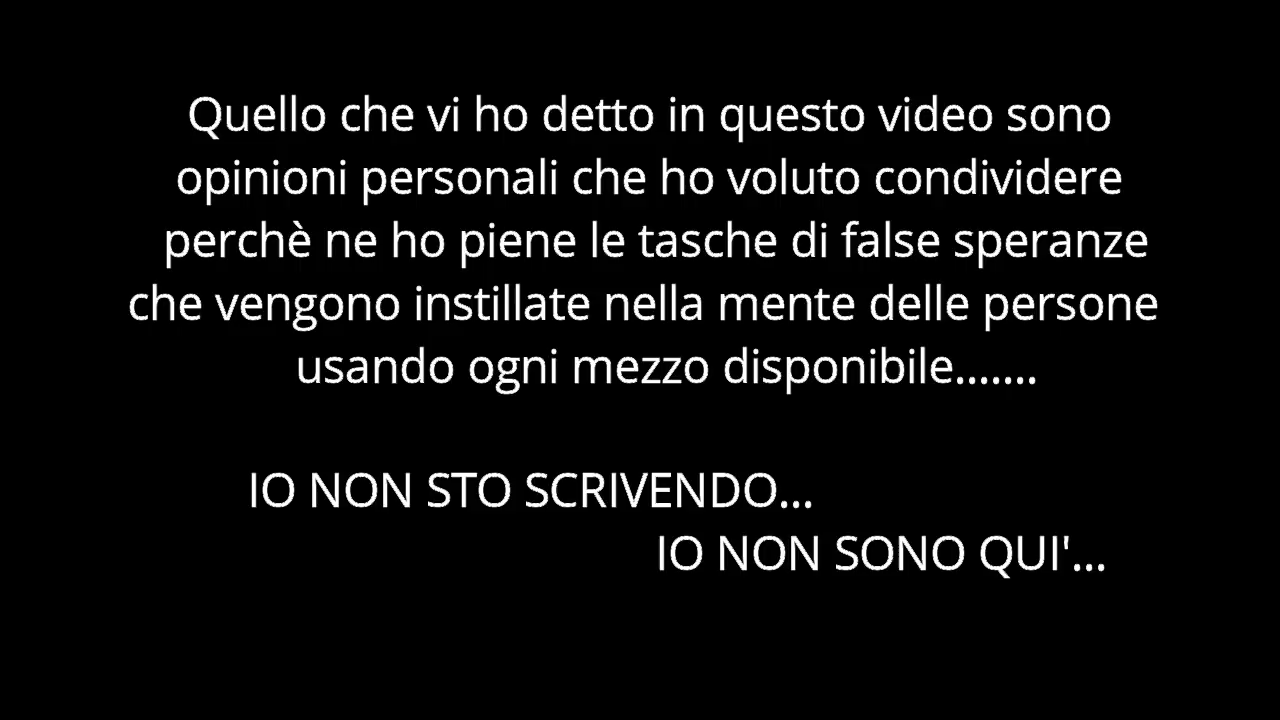 Quello che vi ho detto in questo video sono
opinioni personali che ho voluto condividere
perchè ne ho piene le tasche di false speranze
che vengono instillate nella mente delle persone
usando ogni mezzo disponibile.......
IO NON STO SCRIVENDO...
IO NON SONO QUI'...